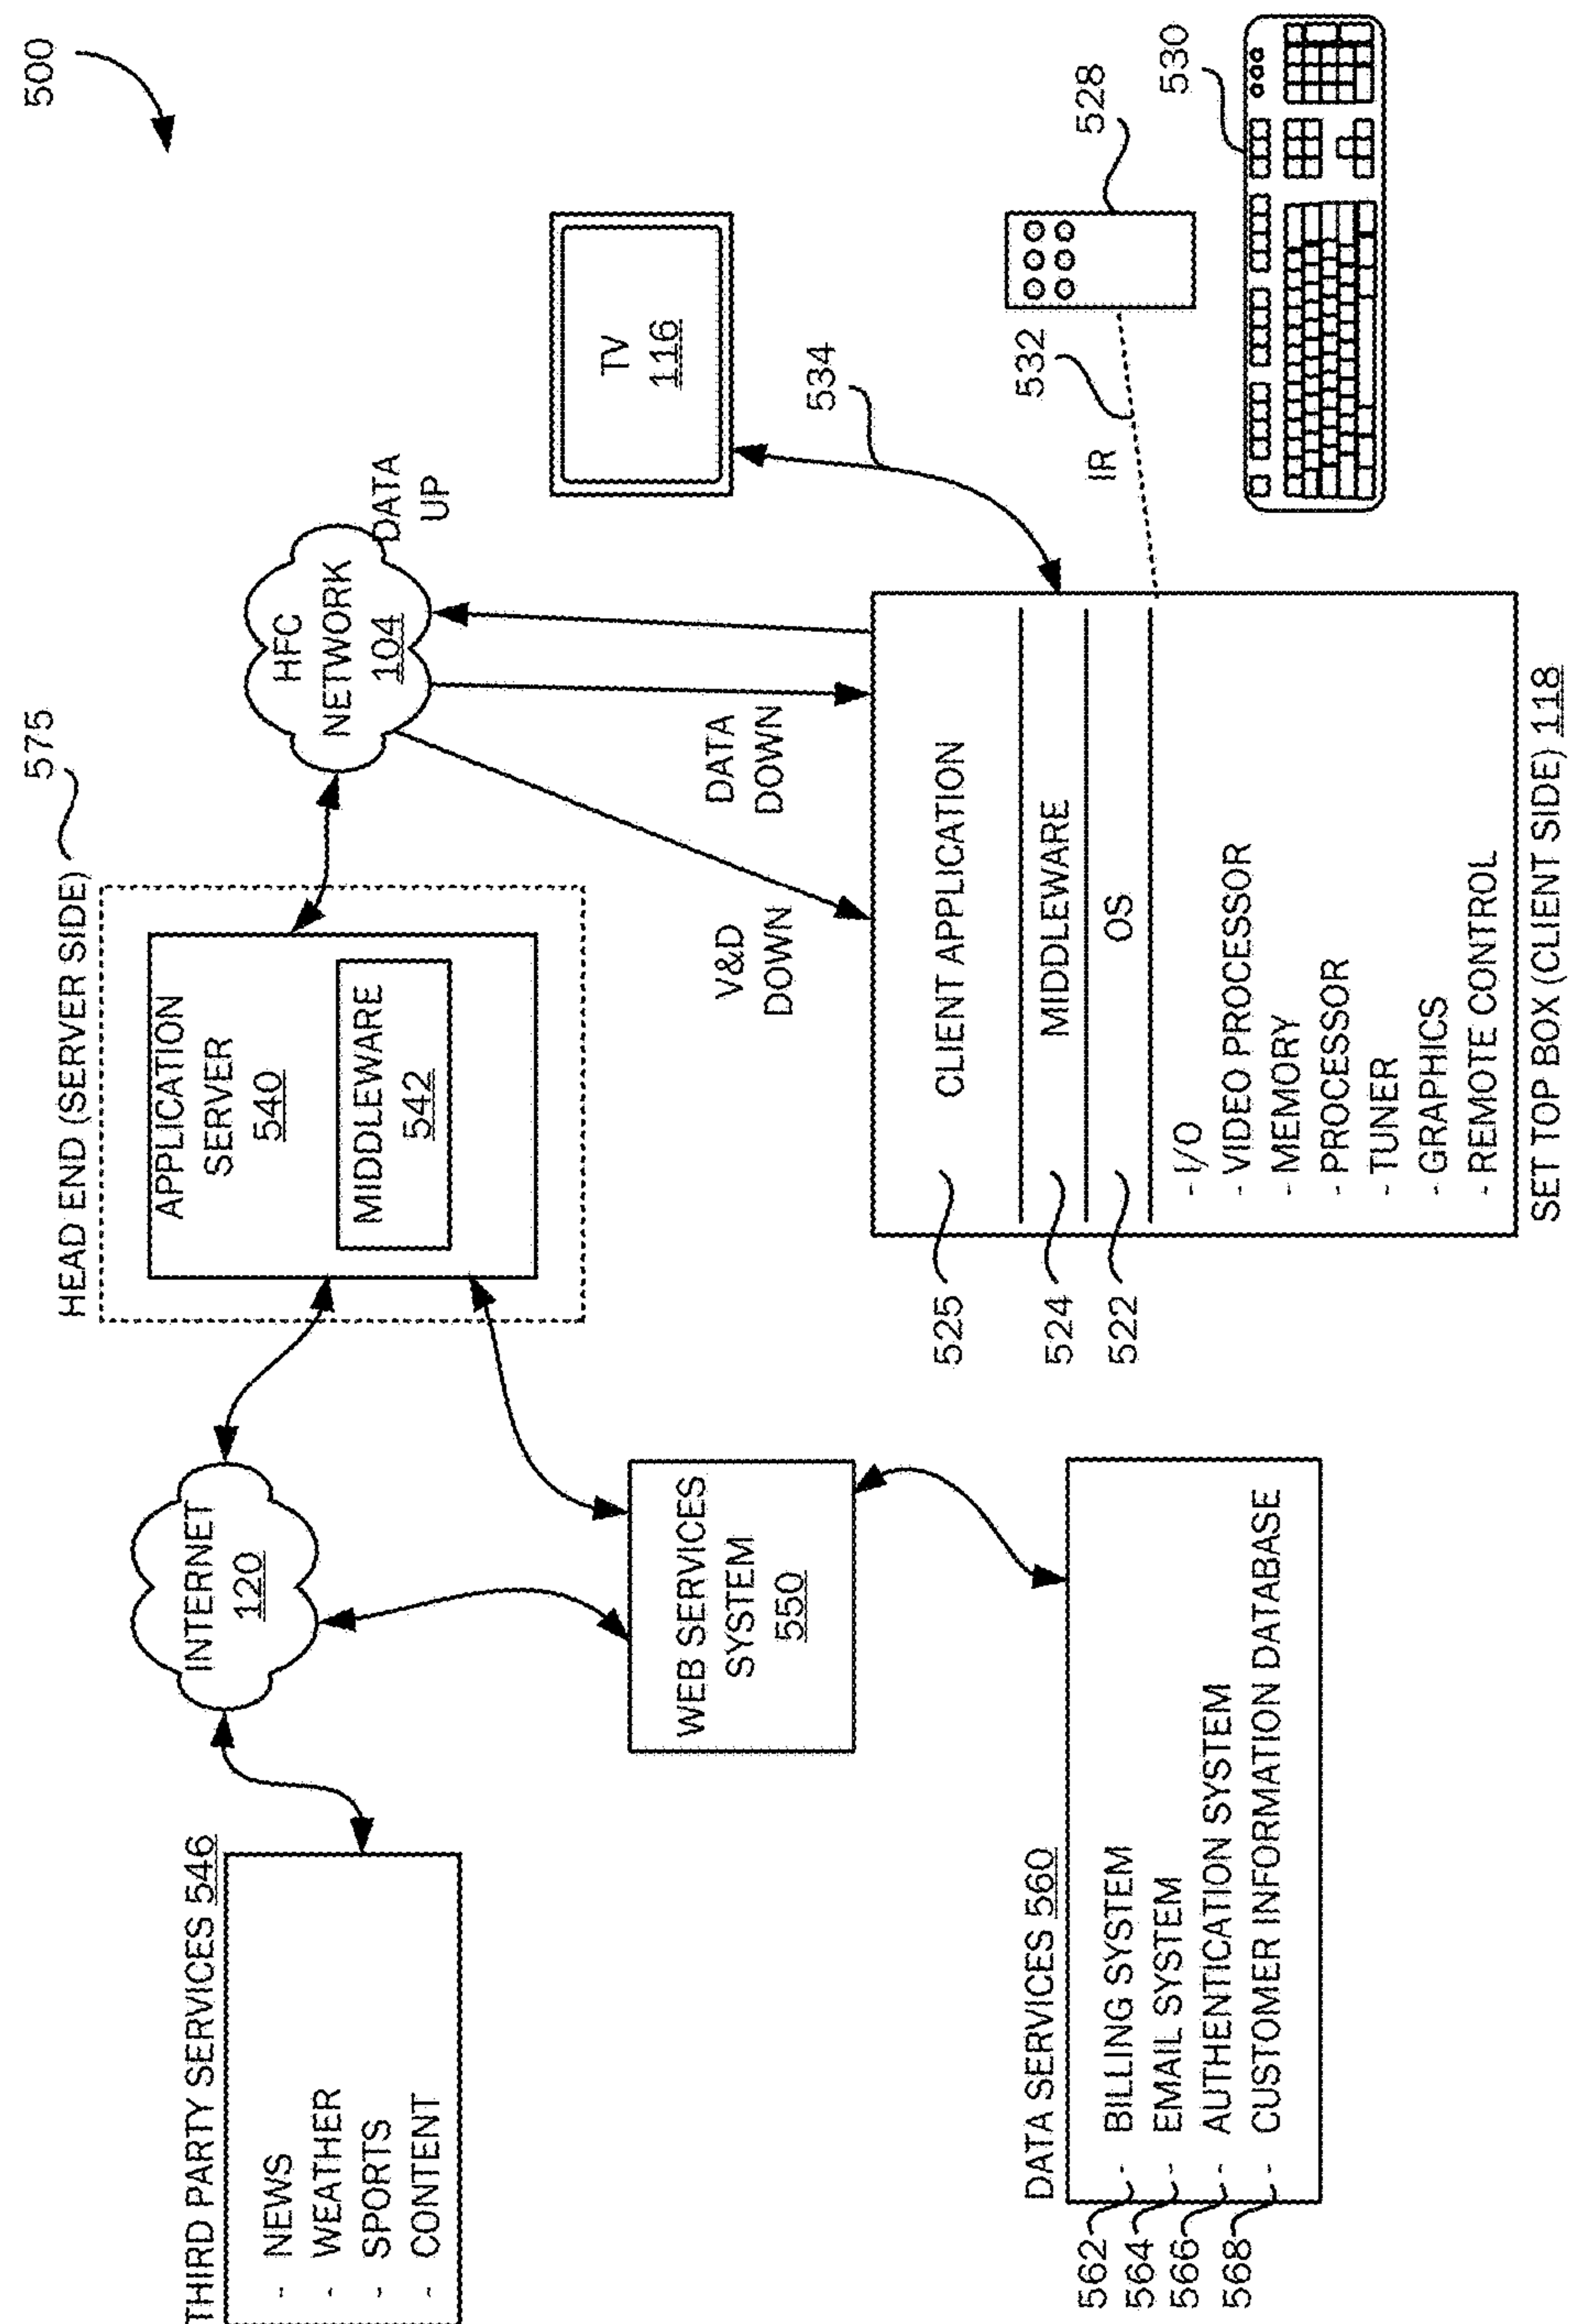 500
THIRD PARTY SERVICES 546
- NEWS
- WEATHER
- SPORTS
- CONTENT
INTERNET
120
HEAD END (SERVER SIDE)
575
APPLICATION
SERVER
540
MIDDLEWARE
542
HFC
NETWORK
104
DATA
UP
DATA
DOWN
V&D
DOWN
TV
116
534
WEB SERVICES
SYSTEM
550
DATA SERVICES 560
562 - BILLING SYSTEM
564 - EMAIL SYSTEM
566 - AUTHENTICATION SYSTEM
568 - CUSTOMER INFORMATION DATABASE
525
CLIENT APPLICATION
524
MIDDLEWARE
522
OS
- I/O
- VIDEO PROCESSOR
- MEMORY
- PROCESSOR
- TUNER
- GRAPHICS
- REMOTE CONTROL
SET TOP BOX (CLIENT SIDE) 118
IR
532
528
530